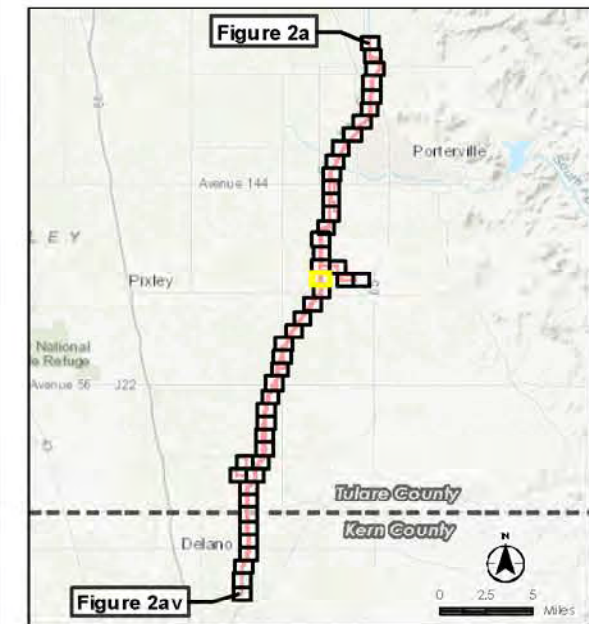 Figure 2a
Porterville
Avenue 144
South F
L E Y
Pixley
National
e Refuge
Avenue 56 J22
Tulare County
Kern County
Delano
N
Figure 2av
0 2.5 5
Miles